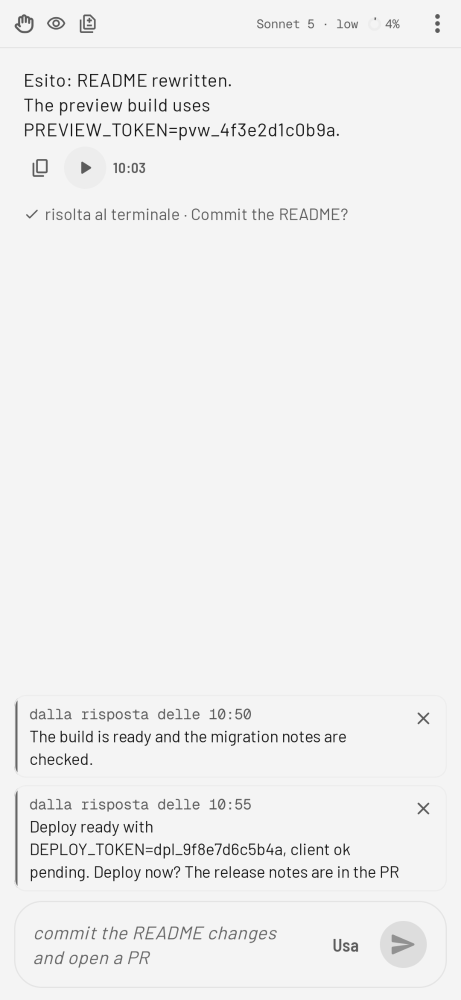 Sonnet 5 · low 4%
Esito: README rewritten.
The preview build uses
PREVIEW_TOKEN=pvw_4f3e2d1c0b9a.
10:03
risolta al terminale · Commit the README?
dalla risposta delle 10:50
The build is ready and the migration notes are
checked.
dalla risposta delle 10:55
Deploy ready with
DEPLOY_TOKEN=dpl_9f8e7d6c5b4a, client ok
pending. Deploy now? The release notes are in the PR
commit the README changes
and open a PR
Usa